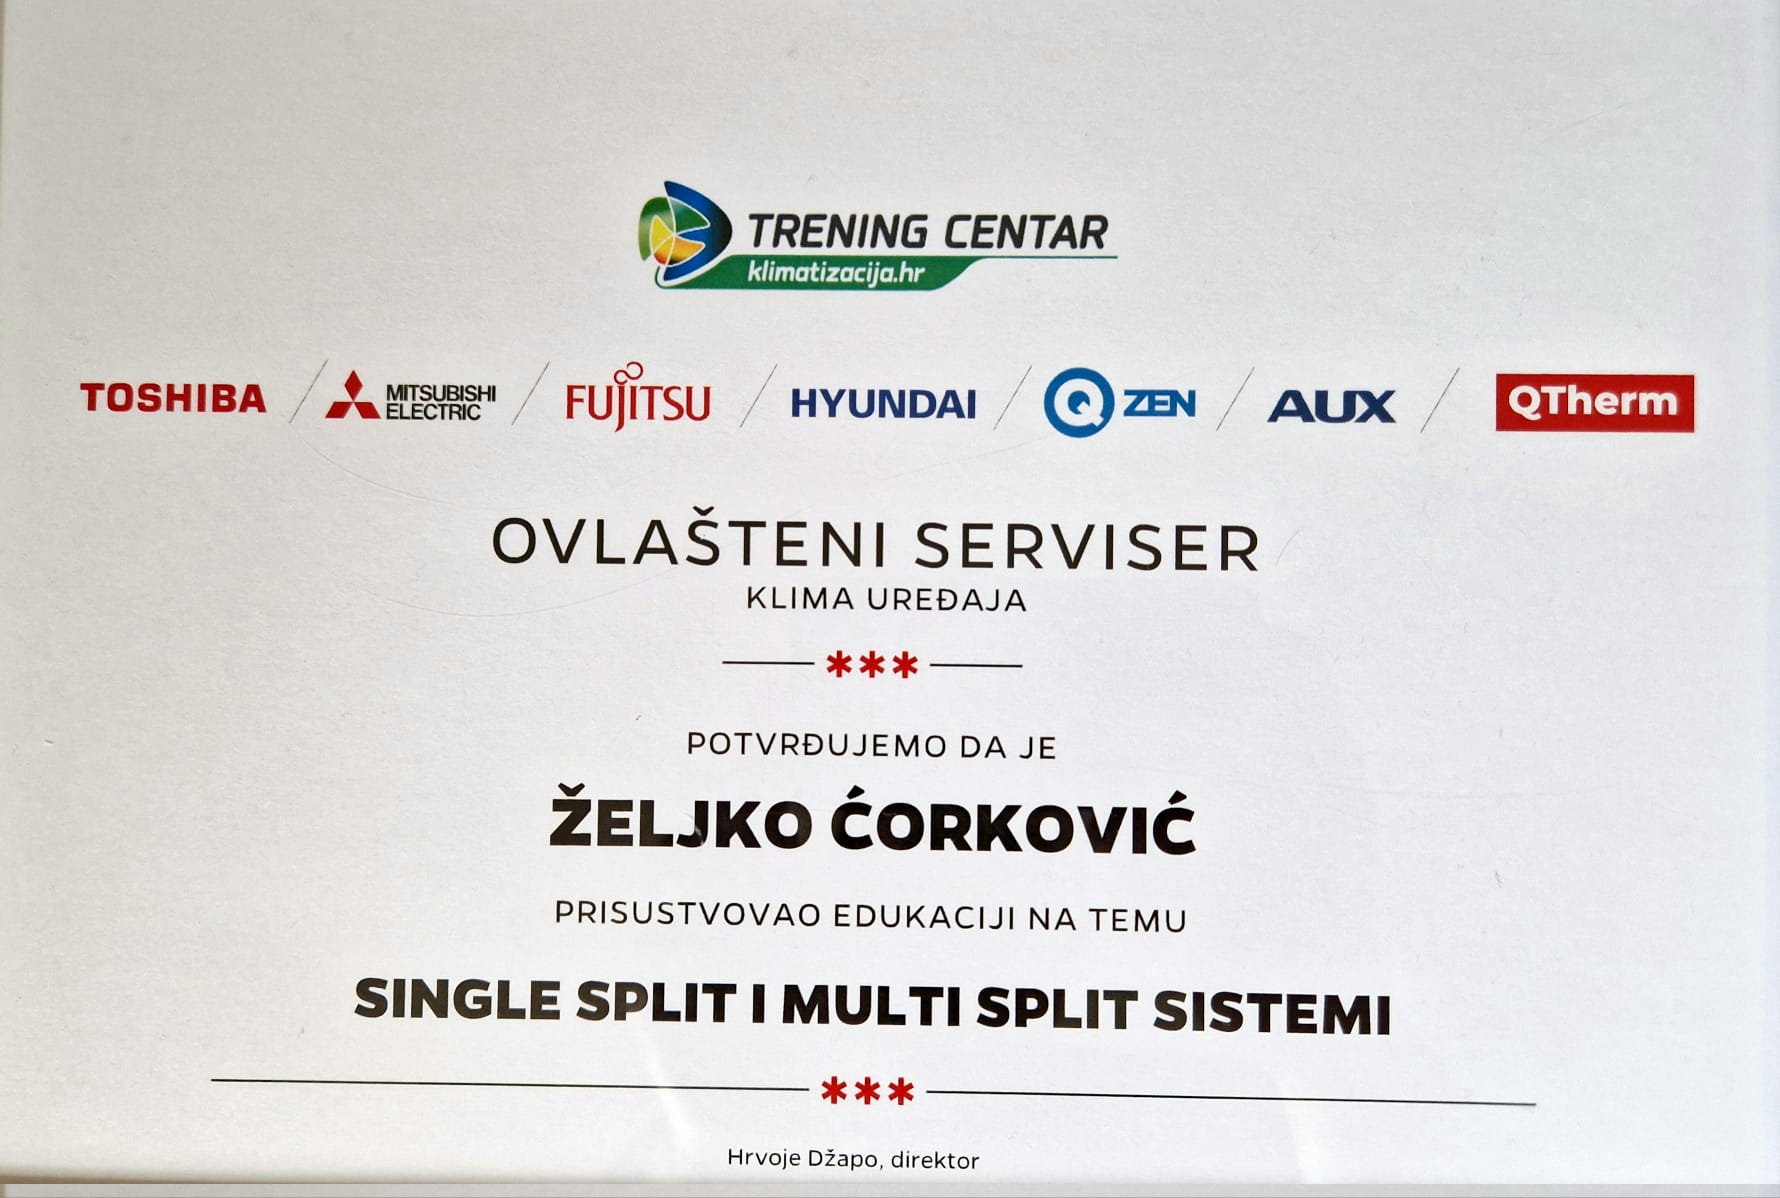 TRENING CENTAR
klimatizacija.hr
TOSHIBA / MITSUBISHI ELECTRIC / FUJITSU / HYUNDAI / Q ZEN / AUX / QTherm
OVLAŠTENI SERVISER
KLIMA UREĐAJA
***
POTVRĐUJEMO DA JE
ŽELJKO ĆORKOVIĆ
PRISUSTVOVAO EDUKACIJI NA TEMU
SINGLE SPLIT I MULTI SPLIT SISTEMI
***
Hrvoje Džapo, direktor